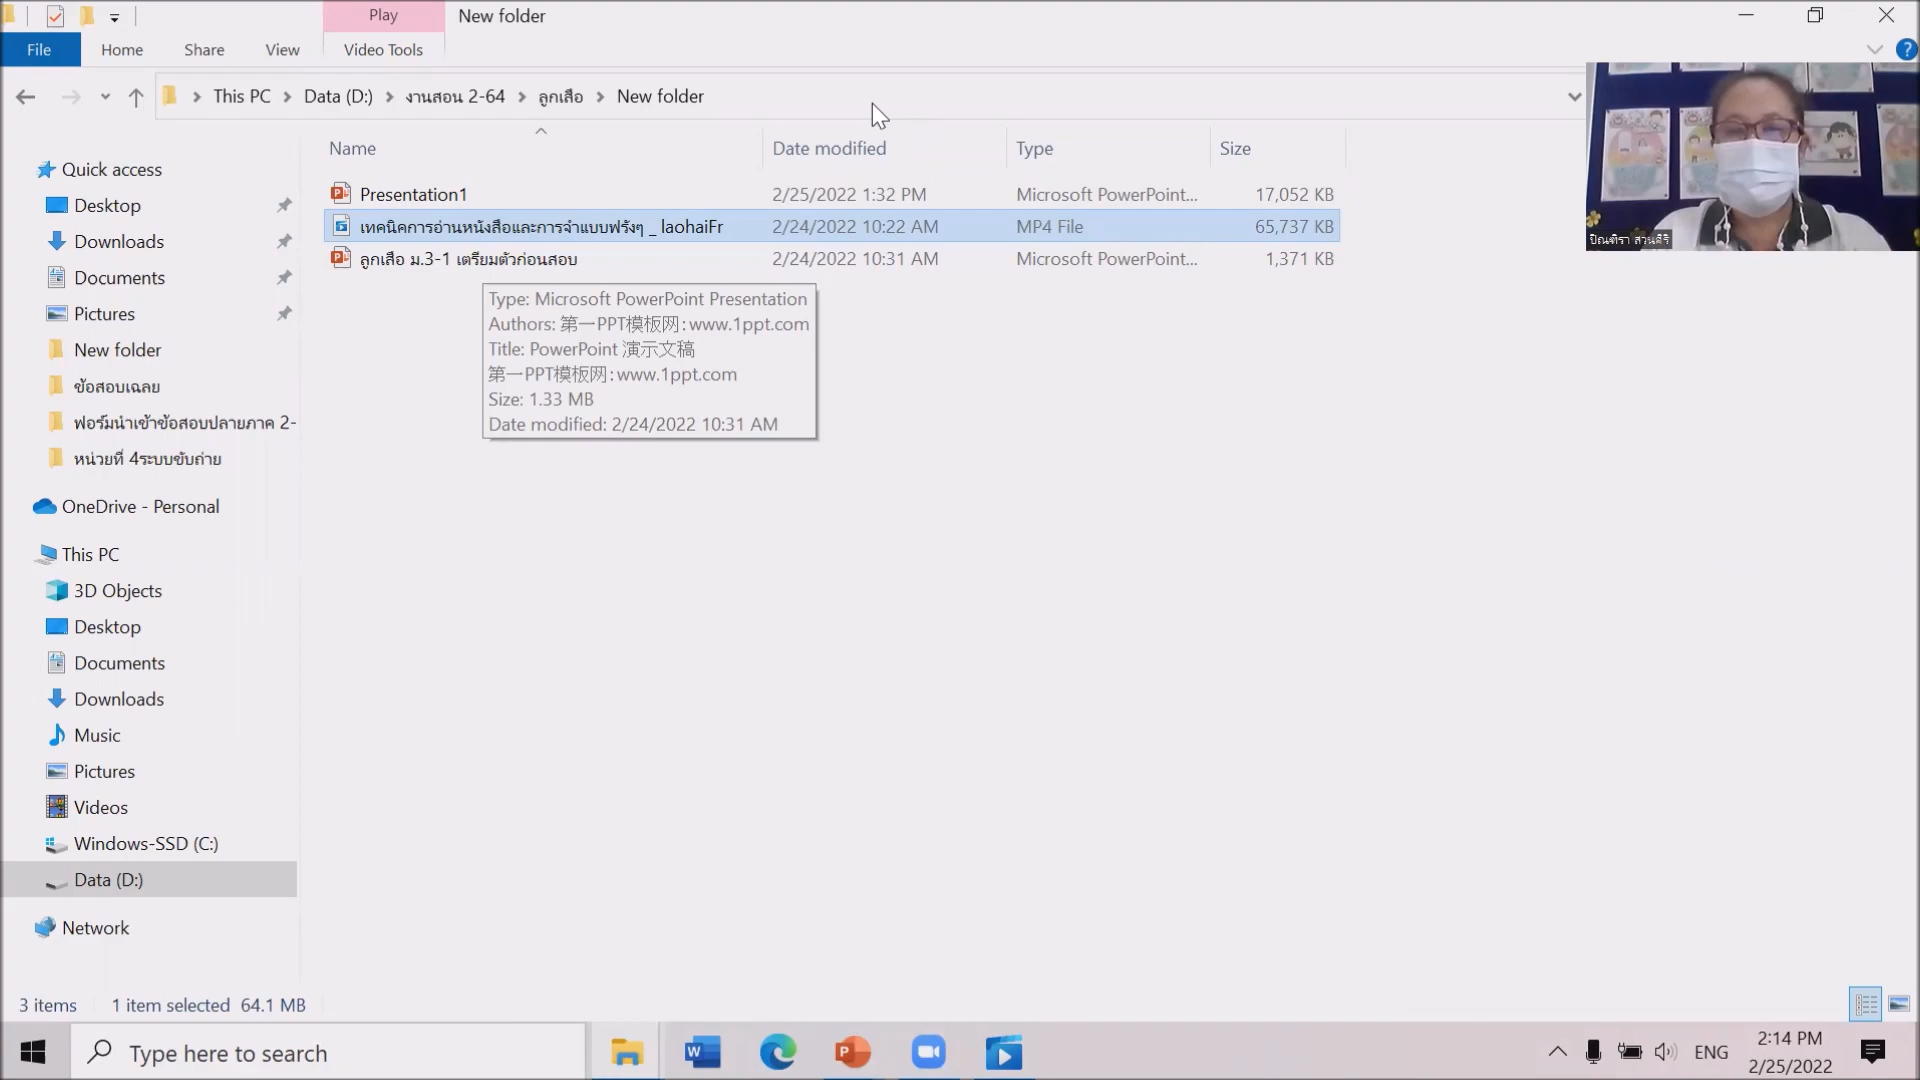 Play
New folder
File
Home
Share
View
Video Tools
This PC
Data (D:)
งานสอน 2-64
ลูกเสือ
New folder
Name
Date modified
Type
Size
Presentation1
2/25/2022 1:32 PM
Microsoft PowerPoint...
17,052 KB
เทคนิคการอ่านหนังสือและการจำแบบฟรังๆ _ laohaiFr
2/24/2022 10:22 AM
MP4 File
65,737 KB
ลูกเสือ ม.3-1 เตรียมตัวก่อนสอบ
2/24/2022 10:31 AM
Microsoft PowerPoint...
1,371 KB
Type: Microsoft PowerPoint Presentation
Authors: 第一PPT模板网:www.1ppt.com
Title: PowerPoint 演示文稿
第一PPT模板网:www.1ppt.com
Size: 1.33 MB
Date modified: 2/24/2022 10:31 AM
ปิณฑิรา สวนศิริ
Quick access
Desktop
Downloads
Documents
Pictures
New folder
ข้อสอบเฉลย
ฟอร์มนำเข้าข้อสอบปลายภาค 2-
หน่วยที่ 4ระบบขับถ่าย
OneDrive - Personal
This PC
3D Objects
Desktop
Documents
Downloads
Music
Pictures
Videos
Windows-SSD (C:)
Data (D:)
Network
3 items
1 item selected 64.1 MB
Type here to search
ENG
2:14 PM
2/25/2022